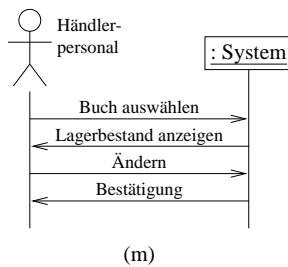 Händler-
personal
: System
Buch auswählen
Lagerbestand anzeigen
Ändern
Bestätigung
(m)